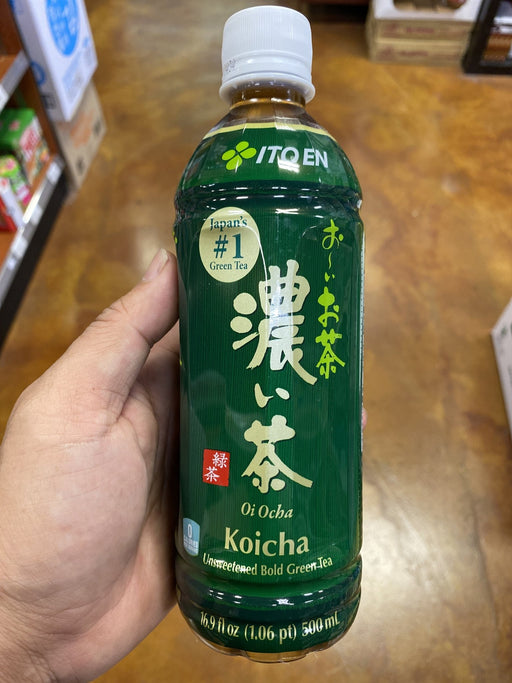 ITO EN
Japan's
#1
Green Tea
お〜いお茶
濃い茶
緑茶
Oi Ocha
Koicha
0
Unsweetened Bold Green Tea
16.9 fl oz (1.06 pt) 500 mL